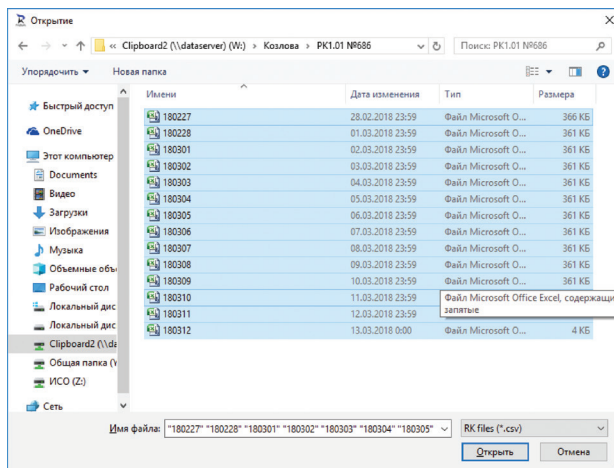 Открытие
« Clipboard2 (\\dataserver) (W:) › Козлова › РК1.01 №686
Поиск: РК1.01 №686
Упорядочить ▾ Новая папка
Имени Дата изменения Тип Размера
Быстрый доступ
OneDrive
Этот компьютер
Documents
Видео
Загрузки
Изображения
Музыка
Объемные объ
Рабочий стол
Локальный дис
Локальный дис
Clipboard2 (\\da
Общая папка (\
ИСО (Z:)
Сеть
180227 28.02.2018 23:59 Файл Microsoft O... 366 КБ
180228 01.03.2018 23:59 Файл Microsoft O... 361 КБ
180301 02.03.2018 23:59 Файл Microsoft O... 361 КБ
180302 03.03.2018 23:59 Файл Microsoft O... 361 КБ
180303 04.03.2018 23:59 Файл Microsoft O... 361 КБ
180304 05.03.2018 23:59 Файл Microsoft O... 361 КБ
180305 06.03.2018 23:59 Файл Microsoft O... 361 КБ
180306 07.03.2018 23:59 Файл Microsoft O... 361 КБ
180307 08.03.2018 23:59 Файл Microsoft O... 361 КБ
180308 09.03.2018 23:59 Файл Microsoft O... 361 КБ
180309 10.03.2018 23:59 Файл Microsoft O... 361 КБ
180310 11.03.2018 23:59
180311 12.03.2018 23:59
180312 13.03.2018 0:00 Файл Microsoft O... 4 КБ
Файл Microsoft Office Excel, содержащи
запятые
Имя файла: "180227" "180228" "180301" "180302" "180303" "180304" "180305"
RK files (*.csv)
Открыть Отмена